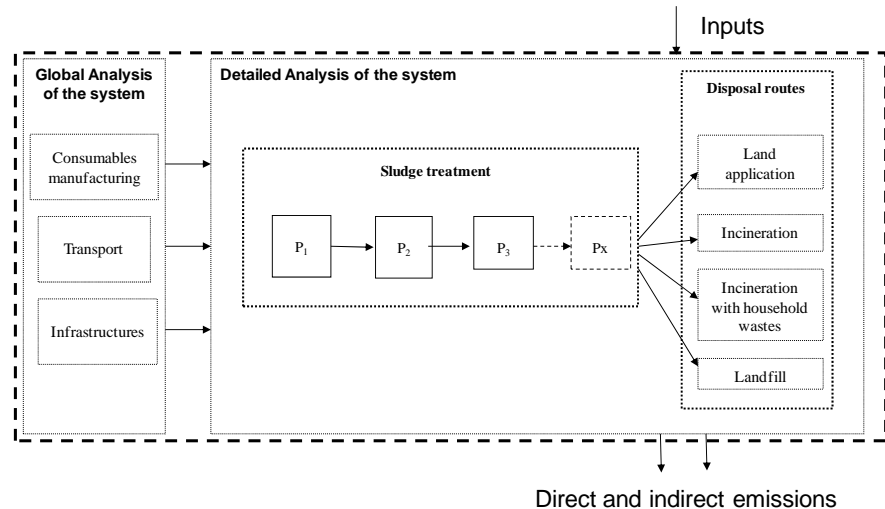 Inputs
Global Analysis
of the system
Detailed Analysis of the system
Disposal routes
Consumables
manufacturing
Transport
Infrastructures
Sludge treatment
P1
P2
P3
Px
Land
application
Incineration
Incineration
with household
wastes
Landfill
Direct and indirect emissions